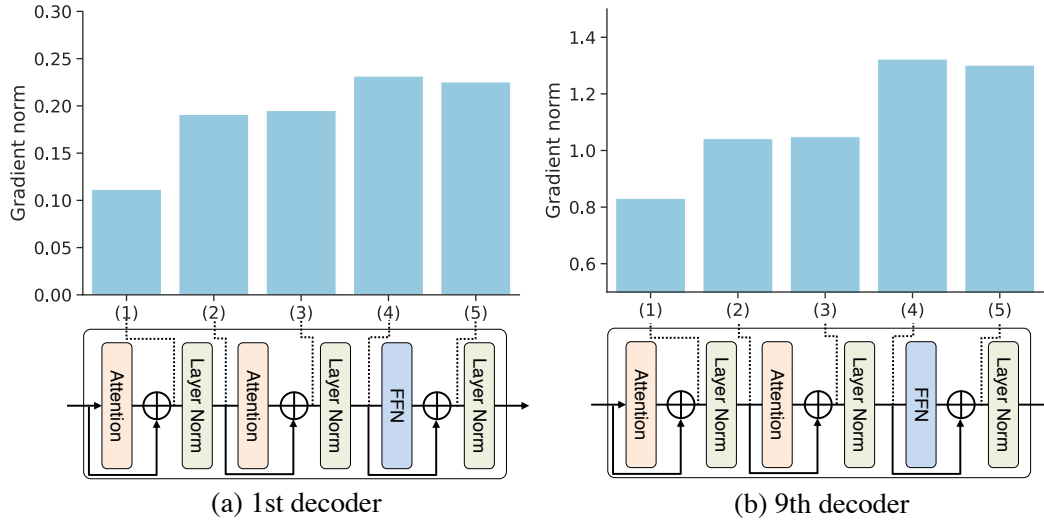 Gradient norm
0.30
0.25
0.20
0.15
0.10
0.05
0.00
(1) (2) (3) (4) (5)
Attention
Layer Norm
Attention
Layer Norm
FFN
Layer Norm
(a) 1st decoder
Gradient norm
1.4
1.2
1.0
0.8
0.6
(1) (2) (3) (4) (5)
Attention
Layer Norm
Attention
Layer Norm
FFN
Layer Norm
(b) 9th decoder